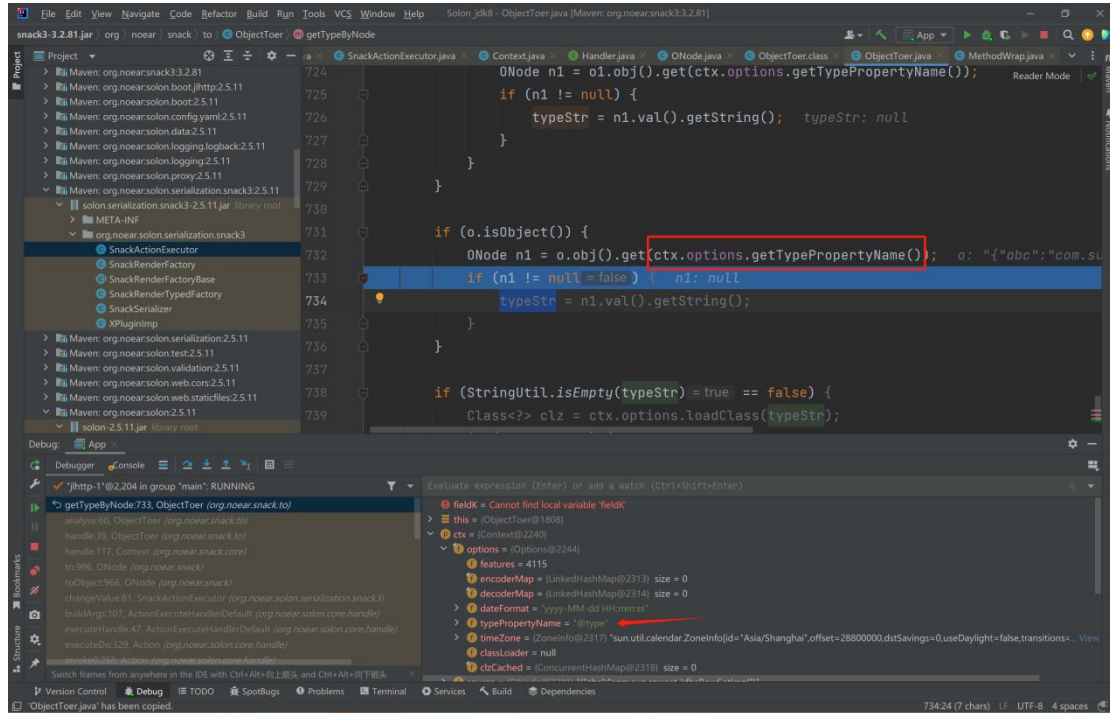 File Edit View Navigate Code Refactor Build Run Tools VCS Window Help Solon_jdk8 - ObjectToer.java [Maven: org.noear:snack3:3.2.81]
snack3-3.2.81.jar org noear snack to ObjectToer getTypeByNode App
Project SnackActionExecutor.java Context.java Handler.java ONode.java ObjectToer.class ObjectToer.java MethodWrap.java
Reader Mode
Maven: org.noear:snack3:3.2.81
Maven: org.noear:solon.boot.jlhttp:2.5.11
Maven: org.noear:solon.boot:2.5.11
Maven: org.noear:solon.config.yaml:2.5.11
Maven: org.noear:solon.data:2.5.11
Maven: org.noear:solon.logging.logback:2.5.11
Maven: org.noear:solon.logging:2.5.11
Maven: org.noear:solon.proxy:2.5.11
Maven: org.noear:solon.serialization.snack3:2.5.11
solon.serialization.snack3-2.5.11.jar library root
META-INF
org.noear.solon.serialization.snack3
SnackActionExecutor
SnackRenderFactory
SnackRenderFactoryBase
SnackRenderTypedFactory
SnackSerializer
XPluginImp
Maven: org.noear:solon.serialization:2.5.11
Maven: org.noear:solon.test:2.5.11
Maven: org.noear:solon.validation:2.5.11
Maven: org.noear:solon.web.cors:2.5.11
Maven: org.noear:solon.web.staticfiles:2.5.11
Maven: org.noear:solon:2.5.11
solon-2.5.11.jar library root
724 ONode n1 = o1.obj().get(ctx.options.getTypePropertyName());
725 if (n1 != null) {
726 typeStr = n1.val().getString(); typeStr: null
727 }
728 }
729 }
730
731 if (o.isObject()) {
732 ONode n1 = o.obj().get(ctx.options.getTypePropertyName()); o: "{"abc":"com.su
733 if (n1 != null = false ) { n1: null
734 typeStr = n1.val().getString();
735 }
736 }
737
738 if (StringUtil.isEmpty(typeStr) = true == false) {
739 Class<?> clz = ctx.options.loadClass(typeStr);
Project
Bookmarks
Structure
Maven
Notifications
Debug: App
Debugger Console
"jlhttp-1"@2,204 in group "main": RUNNING
getTypeByNode:733, ObjectToer (org.noear.snack.to)
analyse:60, ObjectToer (org.noear.snack.to)
handle:39, ObjectToer (org.noear.snack.to)
handle:117, Context (org.noear.snack.core)
to:996, ONode (org.noear.snack)
toObject:966, ONode (org.noear.snack)
changeValue:81, SnackActionExecutor (org.noear.solon.serialization.snack3)
buildArgs:107, ActionExecuteHandlerDefault (org.noear.solon.core.handle)
executeHandle:47, ActionExecuteHandlerDefault (org.noear.solon.core.handle)
executeDo:329, Action (org.noear.solon.core.handle)
invoke0:268, Action (org.noear.solon.core.handle)
Switch frames from anywhere in the IDE with Ctrl+Alt+向上箭头 and Ctrl+Alt+向下箭头
Evaluate expression (Enter) or add a watch (Ctrl+Shift+Enter)
fieldK = Cannot find local variable 'fieldK'
this = {ObjectToer@1808}
ctx = {Context@2240}
options = {Options@2244}
features = 4115
encoderMap = {LinkedHashMap@2313} size = 0
decoderMap = {LinkedHashMap@2314} size = 0
dateFormat = "yyyy-MM-dd HH:mm:ss"
typePropertyName = "@type"
timeZone = {ZoneInfo@2317} "sun.util.calendar.ZoneInfo[id="Asia/Shanghai",offset=28800000,dstSavings=0,useDaylight=false,transitions=... View
classLoader = null
clzCached = {ConcurrentHashMap@2318} size = 0
Version Control Debug TODO SpotBugs Problems Terminal Services Build Dependencies
'ObjectToer.java' has been copied. 734:24 (7 chars) LF UTF-8 4 spaces